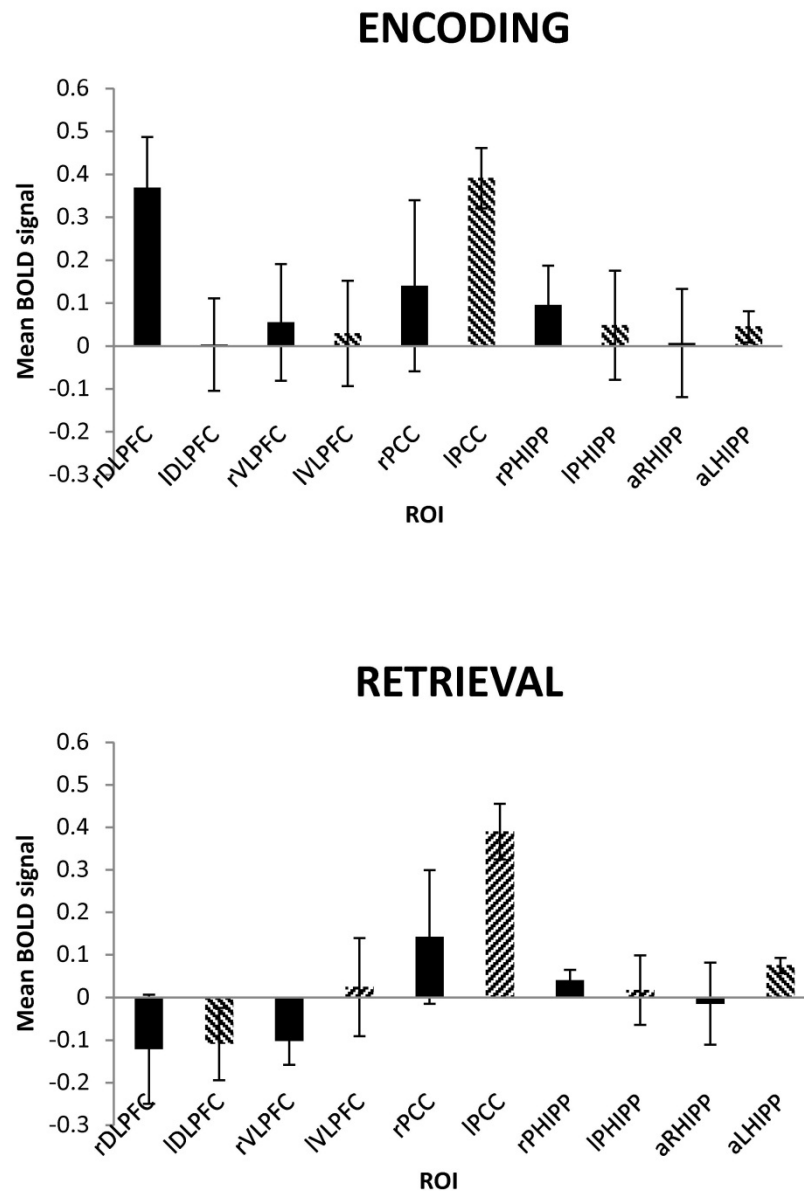 ENCODING
0.6
0.5
0.4
0.3
0.2
0.1
0
-0.1
-0.2
-0.3
Mean BOLD signal
rDLPFC lDLPFC rVLPFC lVLPFC rPCC lPCC rPHIPP lPHIPP aRHIPP aLHIPP
ROI
RETRIEVAL
0.6
0.5
0.4
0.3
0.2
0.1
0
-0.1
-0.2
-0.3
Mean BOLD signal
rDLPFC lDLPFC rVLPFC lVLPFC rPCC lPCC rPHIPP lPHIPP aRHIPP aLHIPP
ROI